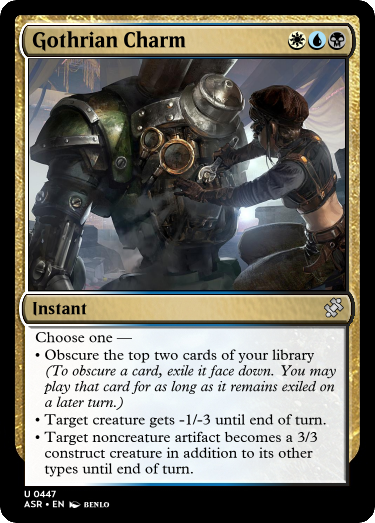 Gothrian Charm
Instant
Choose one —
• Obscure the top two cards of your library
(To obscure a card, exile it face down. You may
play that card for as long as it remains exiled on
a later turn.)
• Target creature gets -1/-3 until end of turn.
• Target noncreature artifact becomes a 3/3
construct creature in addition to its other
types until end of turn.
U 0447
ASR • EN BENLO